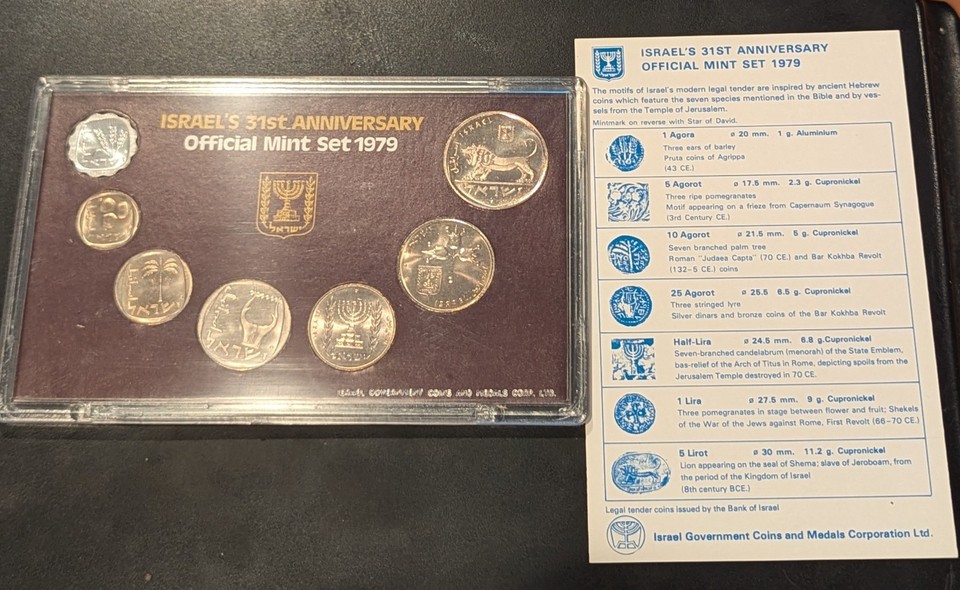 ISRAEL'S 31st ANNIVERSARY
Official Mint Set 1979
ישראל
ISRAEL
ישראל
ישראל
ישראל
ישראל
ISRAEL GOVERNMENT COINS AND MEDALS CORP. LTD.
ISRAEL'S 31ST ANNIVERSARY
OFFICIAL MINT SET 1979
The motifs of Israel's modern legal tender are inspired by ancient Hebrew
coins which feature the seven species mentioned in the Bible and by ves-
sels from the Temple of Jerusalem.
Mintmark on reverse with Star of David.
1 Agora ø 20 mm. 1 g. Aluminium
Three ears of barley
Pruta coins of Agrippa
(43 CE.)
5 Agorot ø 17.5 mm. 2.3 g. Cupronickel
Three ripe pomegranates
Motif appearing on a frieze from Capernaum Synagogue
(3rd Century CE.)
10 Agorot ø 21.5 mm. 5 g. Cupronickel
Seven branched palm tree
Roman "Judaea Capta" (70 CE.) and Bar Kokhba Revolt
(132-5 CE.) coins
25 Agorot ø 25.5 6.5 g. Cupronickel
Three stringed lyre
Silver dinars and bronze coins of the Bar Kokhba Revolt
Half-Lira ø 24.5 mm. 6.8 g.Cupronickel
Seven-branched candelabrum (menorah) of the State Emblem,
bas-relief of the Arch of Titus in Rome, depicting spoils from the
Jerusalem Temple destroyed in 70 CE.
1 Lira ø 27.5 mm. 9 g. Cupronickel
Three pomegranates in stage between flower and fruit; Shekels
of the War of the Jews against Rome, First Revolt (66-70 CE.)
5 Lirot ø 30 mm. 11.2 g. Cupronickel
Lion appearing on the seal of Shema; slave of Jeroboam, from
the period of the Kingdom of Israel
(8th century BCE.)
Legal tender coins issued by the Bank of Israel
Israel Government Coins and Medals Corporation Ltd.